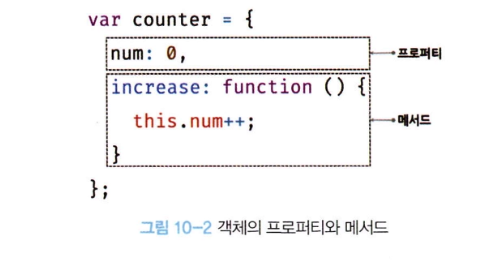 var counter = {
num: 0,
프로퍼티
increase: function () {
this.num++;
메서드
}
};
그림 10-2 객체의 프로퍼티와 메서드